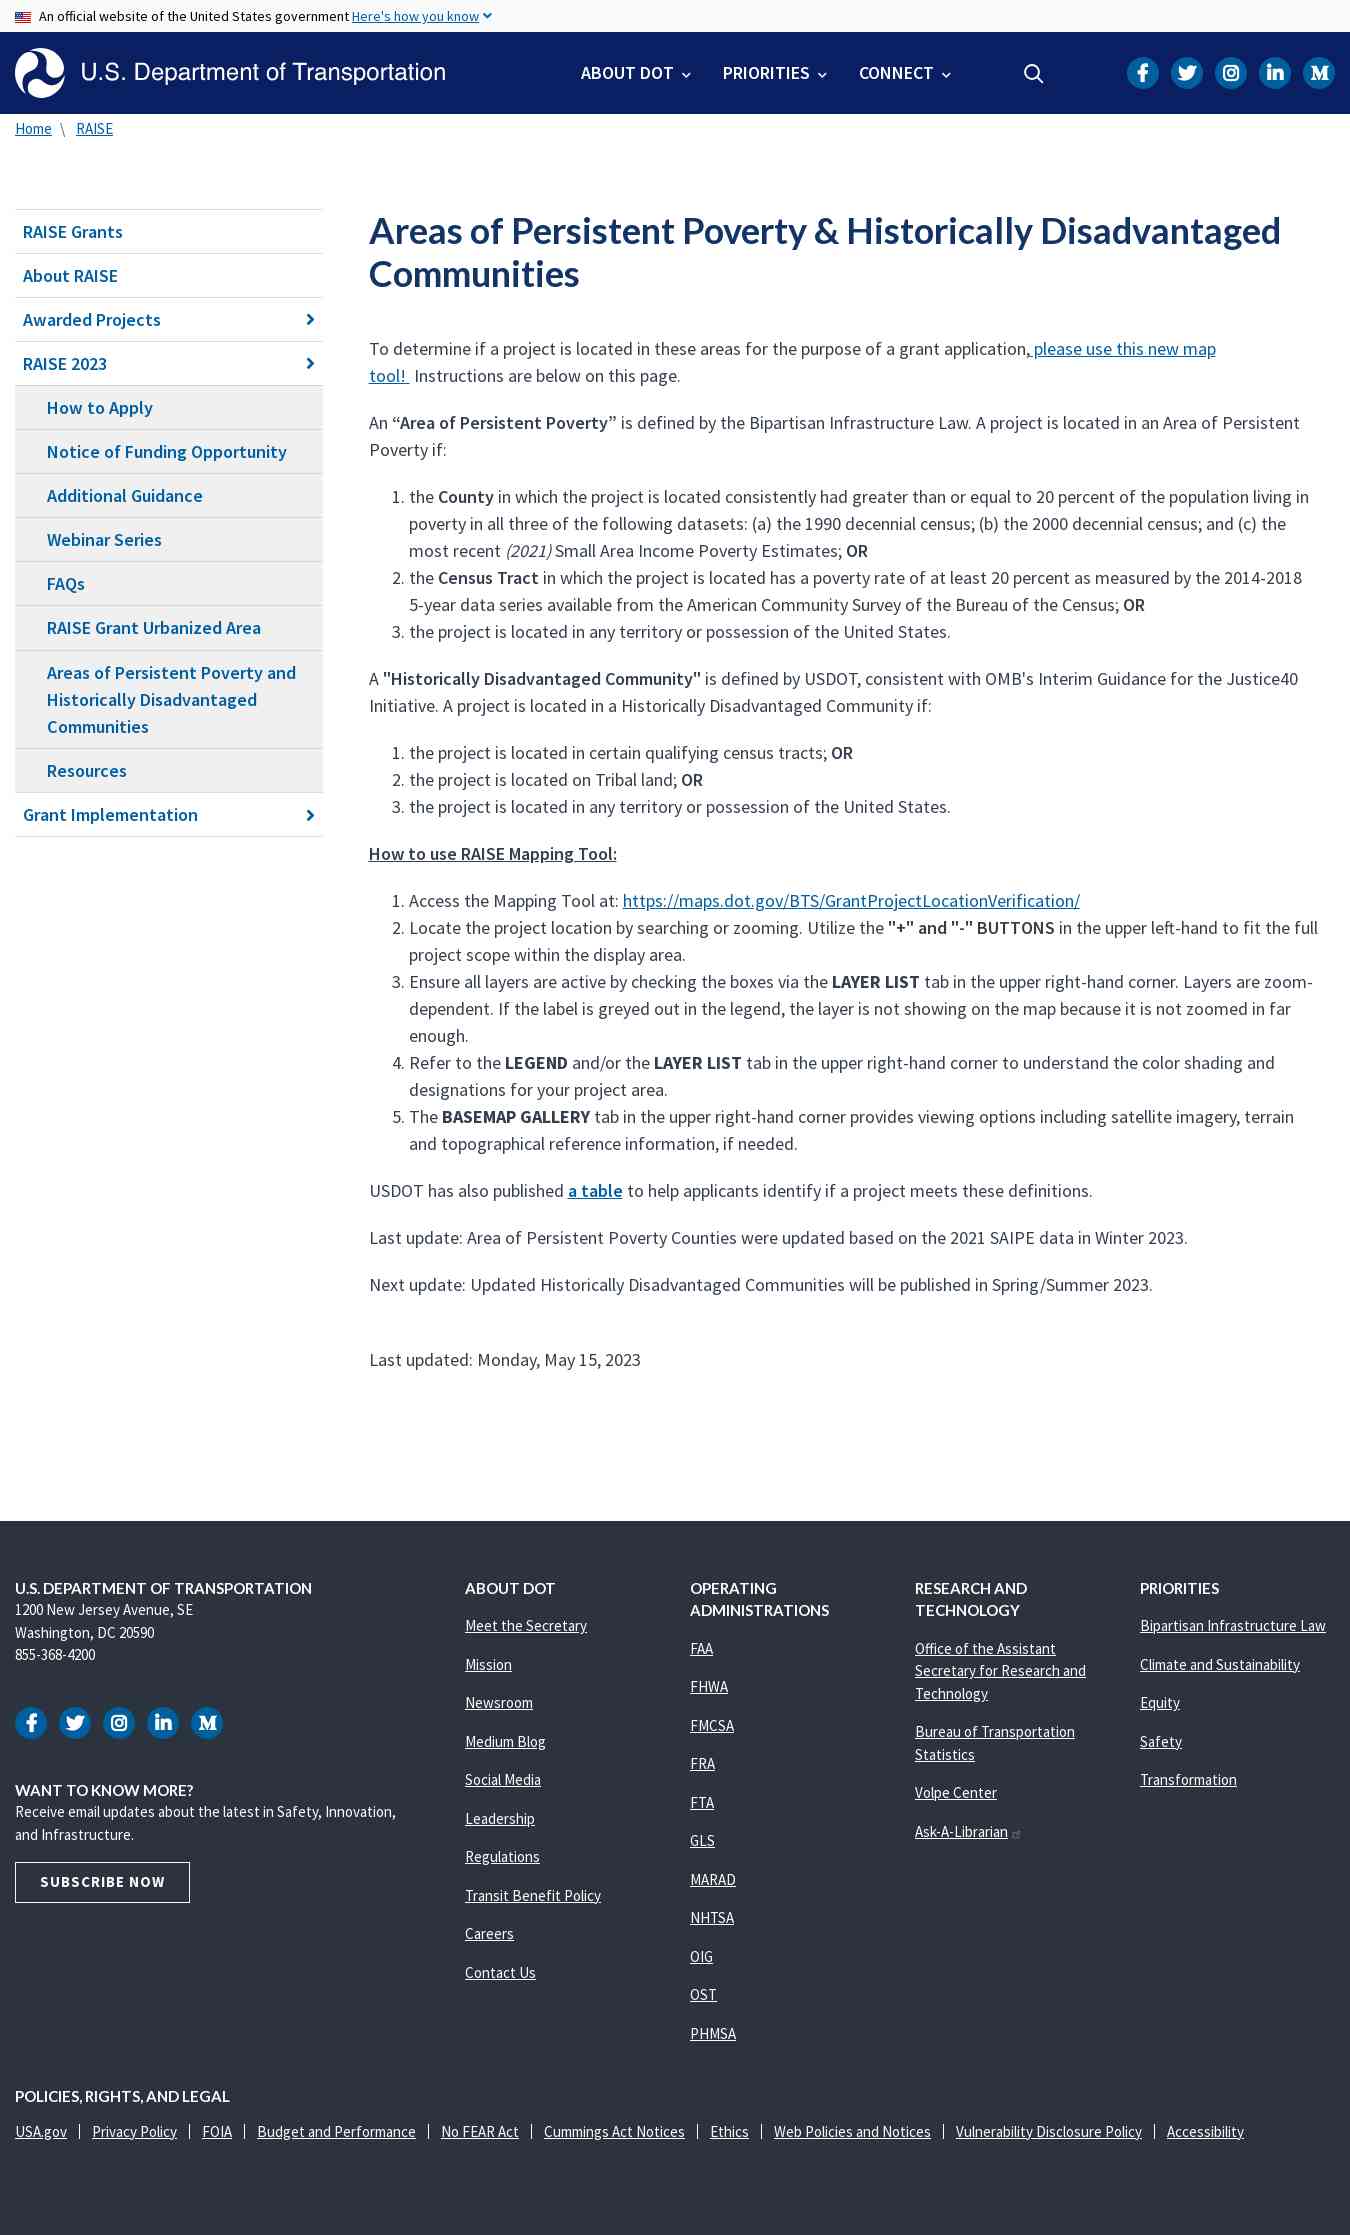 An official website of the United States government Here's how you know
U.S. Department of Transportation
ABOUT DOT
PRIORITIES
CONNECT
Home \ RAISE
RAISE Grants
About RAISE
Awarded Projects
RAISE 2023
How to Apply
Notice of Funding Opportunity
Additional Guidance
Webinar Series
FAQs
RAISE Grant Urbanized Area
Areas of Persistent Poverty and
Historically Disadvantaged
Communities
Resources
Grant Implementation
Areas of Persistent Poverty & Historically Disadvantaged
Communities
To determine if a project is located in these areas for the purpose of a grant application, please use this new map
tool!  Instructions are below on this page.
An “Area of Persistent Poverty” is defined by the Bipartisan Infrastructure Law. A project is located in an Area of Persistent
Poverty if:
1. the County in which the project is located consistently had greater than or equal to 20 percent of the population living in
poverty in all three of the following datasets: (a) the 1990 decennial census; (b) the 2000 decennial census; and (c) the
most recent (2021) Small Area Income Poverty Estimates; OR
2. the Census Tract in which the project is located has a poverty rate of at least 20 percent as measured by the 2014-2018
5-year data series available from the American Community Survey of the Bureau of the Census; OR
3. the project is located in any territory or possession of the United States.
A "Historically Disadvantaged Community" is defined by USDOT, consistent with OMB's Interim Guidance for the Justice40
Initiative. A project is located in a Historically Disadvantaged Community if:
1. the project is located in certain qualifying census tracts; OR
2. the project is located on Tribal land; OR
3. the project is located in any territory or possession of the United States.
How to use RAISE Mapping Tool:
1. Access the Mapping Tool at: https://maps.dot.gov/BTS/GrantProjectLocationVerification/
2. Locate the project location by searching or zooming. Utilize the "+" and "-" BUTTONS in the upper left-hand to fit the full
project scope within the display area.
3. Ensure all layers are active by checking the boxes via the LAYER LIST tab in the upper right-hand corner. Layers are zoom-
dependent. If the label is greyed out in the legend, the layer is not showing on the map because it is not zoomed in far
enough.
4. Refer to the LEGEND and/or the LAYER LIST tab in the upper right-hand corner to understand the color shading and
designations for your project area.
5. The BASEMAP GALLERY tab in the upper right-hand corner provides viewing options including satellite imagery, terrain
and topographical reference information, if needed.
USDOT has also published a table to help applicants identify if a project meets these definitions.
Last update: Area of Persistent Poverty Counties were updated based on the 2021 SAIPE data in Winter 2023.
Next update: Updated Historically Disadvantaged Communities will be published in Spring/Summer 2023.
Last updated: Monday, May 15, 2023
U.S. DEPARTMENT OF TRANSPORTATION
1200 New Jersey Avenue, SE
Washington, DC 20590
855-368-4200
WANT TO KNOW MORE?
Receive email updates about the latest in Safety, Innovation,
and Infrastructure.
SUBSCRIBE NOW
ABOUT DOT
Meet the Secretary
Mission
Newsroom
Medium Blog
Social Media
Leadership
Regulations
Transit Benefit Policy
Careers
Contact Us
OPERATING
ADMINISTRATIONS
FAA
FHWA
FMCSA
FRA
FTA
GLS
MARAD
NHTSA
OIG
OST
PHMSA
RESEARCH AND
TECHNOLOGY
Office of the Assistant
Secretary for Research and
Technology
Bureau of Transportation
Statistics
Volpe Center
Ask-A-Librarian
PRIORITIES
Bipartisan Infrastructure Law
Climate and Sustainability
Equity
Safety
Transformation
POLICIES, RIGHTS, AND LEGAL
USA.gov | Privacy Policy | FOIA | Budget and Performance | No FEAR Act | Cummings Act Notices | Ethics | Web Policies and Notices | Vulnerability Disclosure Policy | Accessibility